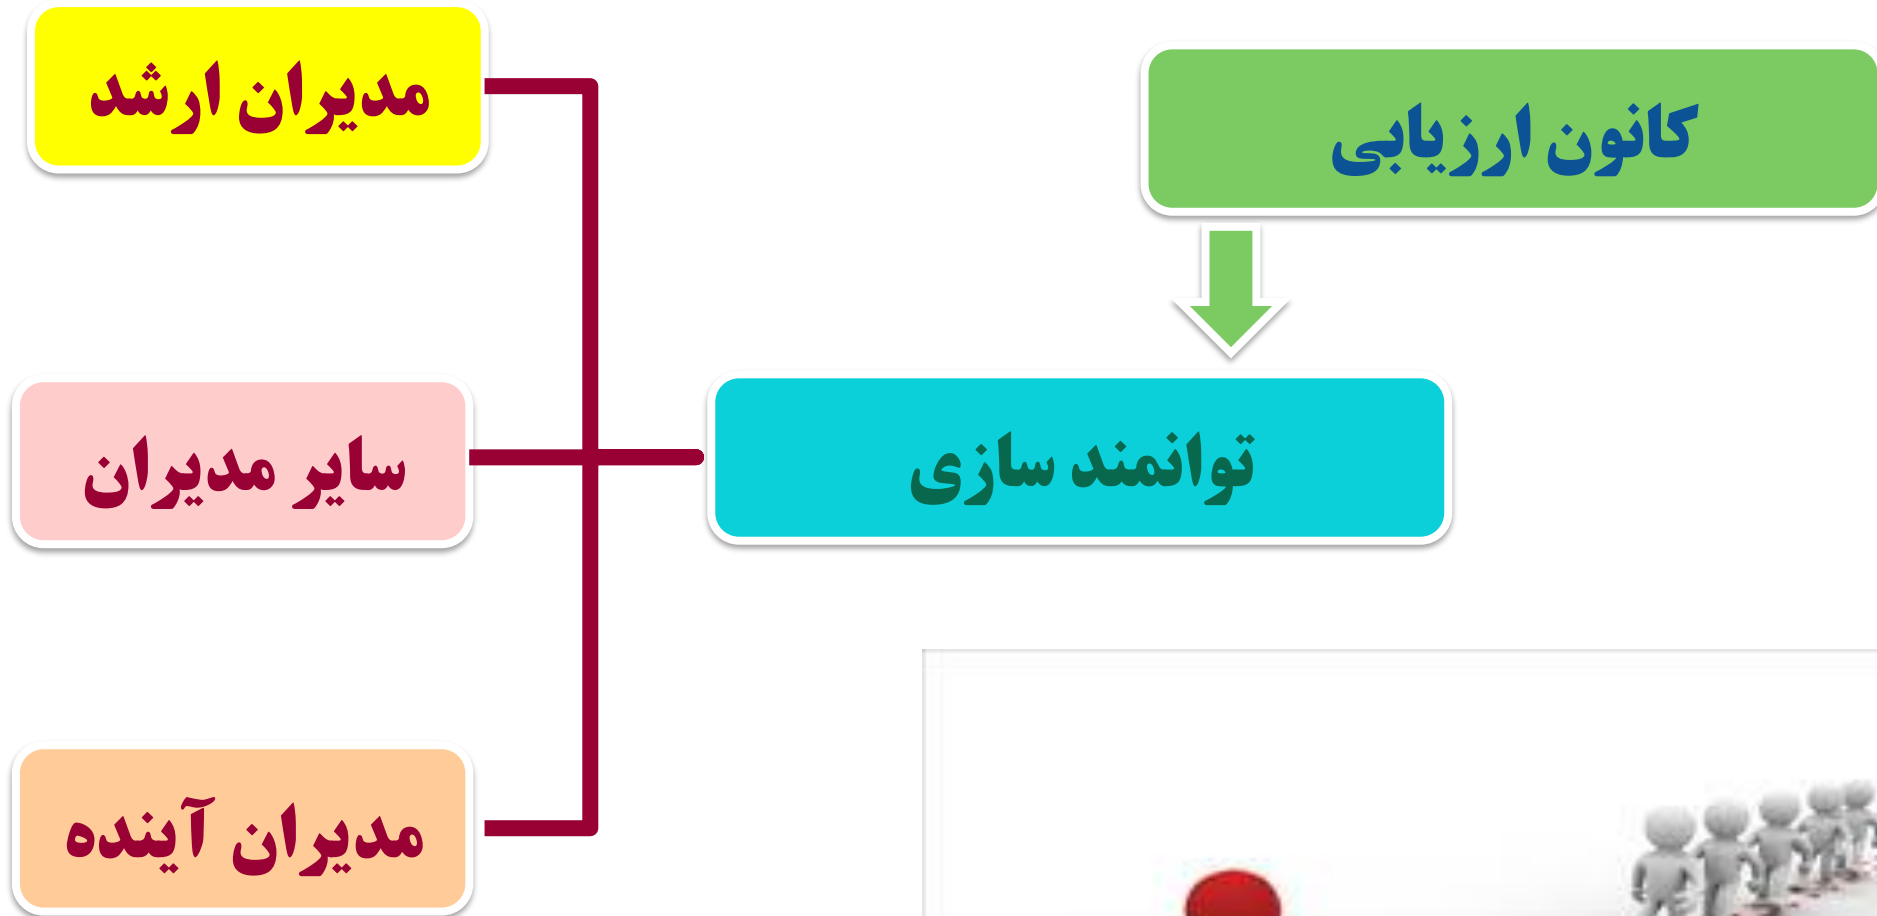 کانون ارزیابی
توانمند سازی
مدیران ارشد
سایر مدیران
مدیران آینده